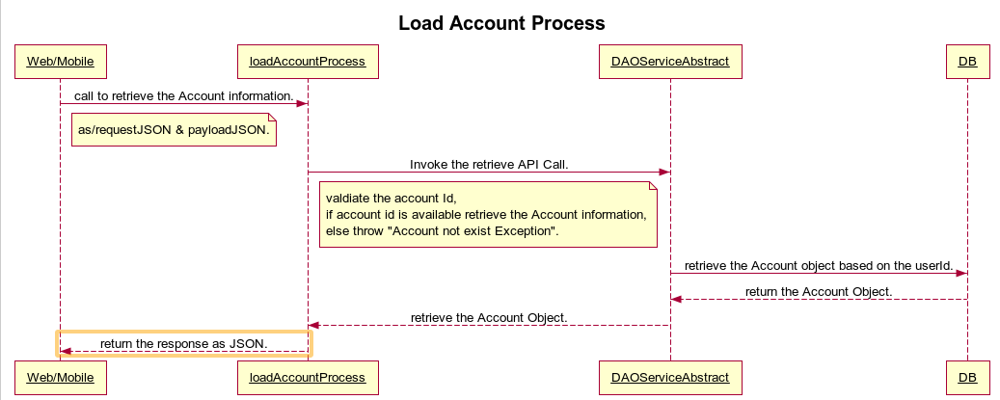 Load Account Process
Web/Mobile
loadAccountProcess
DAOServiceAbstract
DB
call to retrieve the Account information.
as/requestJSON & payloadJSON.
Invoke the retrieve API Call.
valdiate the account Id,
if account id is available retrieve the Account information,
else throw "Account not exist Exception".
retrieve the Account object based on the userId.
return the Account Object.
retrieve the Account Object.
return the response as JSON.
Web/Mobile
loadAccountProcess
DAOServiceAbstract
DB